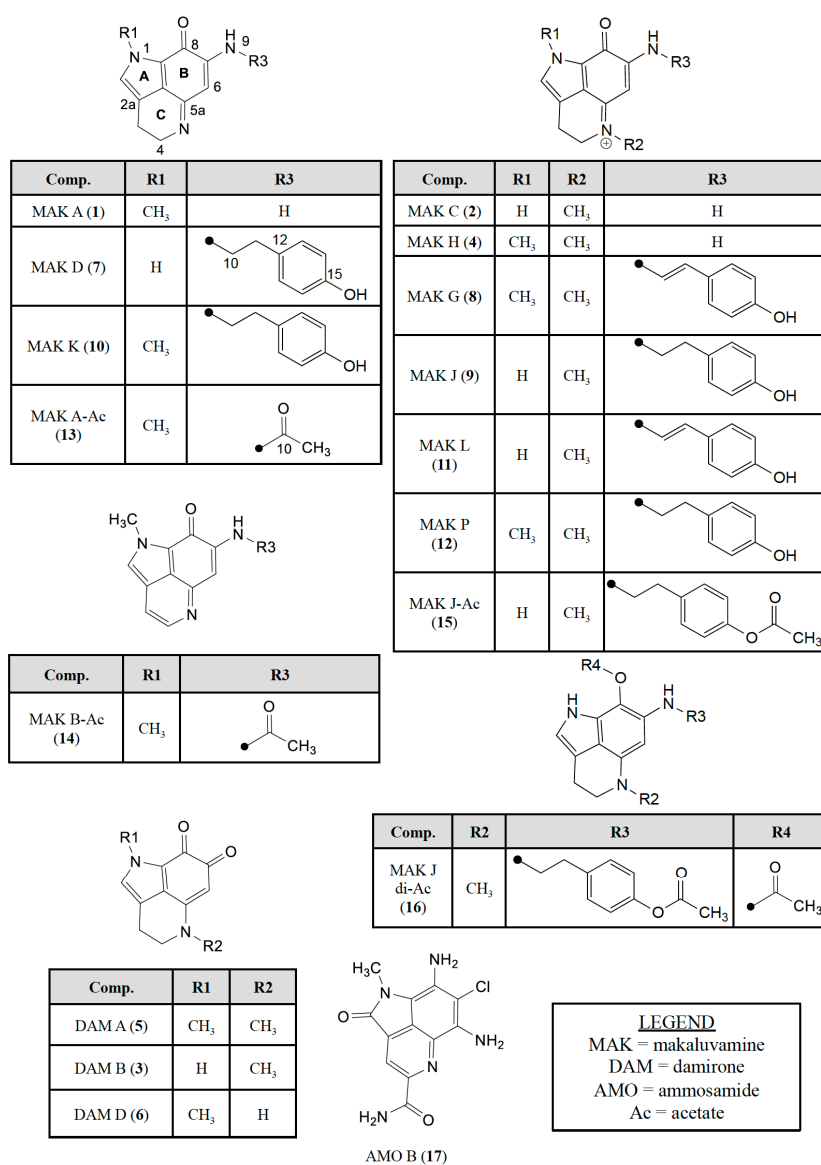 R1 O H 9
N 1 8 N R3
A B
2a 6
C 5a
N
4
Comp. R1 R3
MAK A (1) CH3 H
MAK D (7) H 12 10 15 OH
MAK K (10) CH3 OH
MAK A-Ac (13) CH3 O 10 CH3
R1 O H
N N R3
N
⊕ R2
Comp. R1 R2 R3
MAK C (2) H CH3 H
MAK H (4) CH3 CH3 H
MAK G (8) CH3 CH3 OH
MAK J (9) H CH3 OH
MAK L (11) H CH3 OH
MAK P (12) CH3 CH3 OH
MAK J-Ac (15) H CH3 O O CH3
H3C O H
N N R3
N
Comp. R1 R3
MAK B-Ac (14) CH3 O CH3
R4 O
HN H N R3
N R2
Comp. R2 R3 R4
MAK J di-Ac (16) CH3 O O CH3 O CH3
R1 O
N O
N R2
Comp. R1 R2
DAM A (5) CH3 CH3
DAM B (3) H CH3
DAM D (6) CH3 H
H3C NH2
N Cl
O NH2
N
H2N O
AMO B (17)
LEGEND
MAK = makaluvamine
DAM = damirone
AMO = ammosamide
Ac = acetate